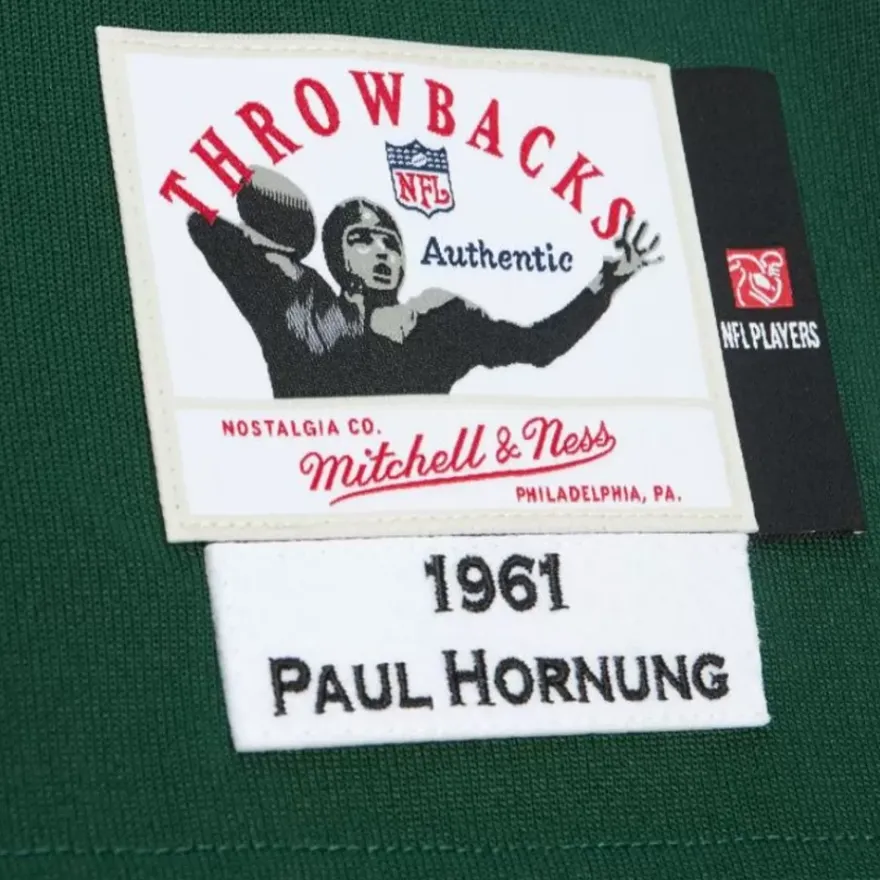 THROWBACKS
NFL
Authentic
NFL PLAYERS
NOSTALGIA CO.
Mitchell & Ness
PHILADELPHIA, PA.
1961
PAUL HORNUNG